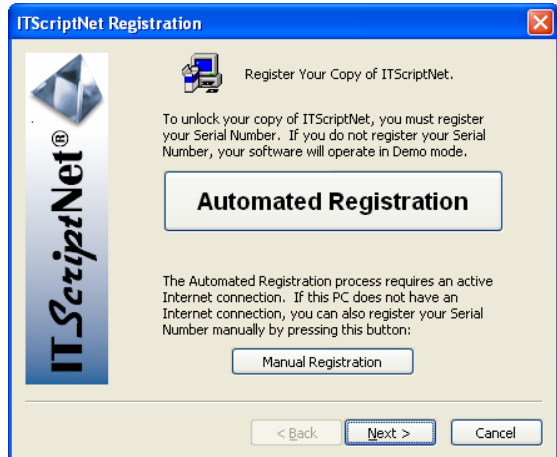 ITScriptNet Registration
ITScriptNet®
Register Your Copy of ITScriptNet.
To unlock your copy of ITScriptNet, you must register
your Serial Number. If you do not register your Serial
Number, your software will operate in Demo mode.
Automated Registration
The Automated Registration process requires an active
Internet connection. If this PC does not have an
Internet connection, you can also register your Serial
Number manually by pressing this button:
Manual Registration
< Back
Next >
Cancel